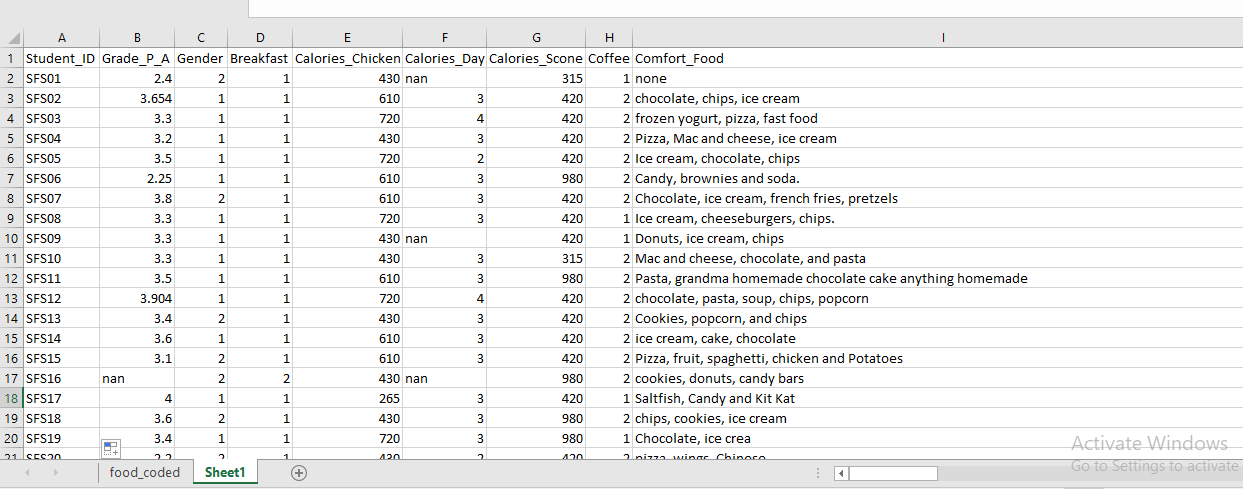 A B C D E F G H I
1 Student_ID Grade_P_A Gender Breakfast Calories_Chicken Calories_Day Calories_Scone Coffee Comfort_Food
2 SFS01 2.4 2 1 430 nan 315 1 none
3 SFS02 3.654 1 1 610 3 420 2 chocolate, chips, ice cream
4 SFS03 3.3 1 1 720 4 420 2 frozen yogurt, pizza, fast food
5 SFS04 3.2 1 1 430 3 420 2 Pizza, Mac and cheese, ice cream
6 SFS05 3.5 1 1 720 2 420 2 Ice cream, chocolate, chips
7 SFS06 2.25 1 1 610 3 980 2 Candy, brownies and soda.
8 SFS07 3.8 2 1 610 3 420 2 Chocolate, ice cream, french fries, pretzels
9 SFS08 3.3 1 1 720 3 420 1 Ice cream, cheeseburgers, chips.
10 SFS09 3.3 1 1 430 nan 420 1 Donuts, ice cream, chips
11 SFS10 3.3 1 1 430 3 315 2 Mac and cheese, chocolate, and pasta
12 SFS11 3.5 1 1 610 3 980 2 Pasta, grandma homemade chocolate cake anything homemade
13 SFS12 3.904 1 1 720 4 420 2 chocolate, pasta, soup, chips, popcorn
14 SFS13 3.4 2 1 430 3 420 2 Cookies, popcorn, and chips
15 SFS14 3.6 1 1 610 3 420 2 ice cream, cake, chocolate
16 SFS15 3.1 2 1 610 3 420 2 Pizza, fruit, spaghetti, chicken and Potatoes
17 SFS16 nan 2 2 430 nan 980 2 cookies, donuts, candy bars
18 SFS17 4 1 1 265 3 420 1 Saltfish, Candy and Kit Kat
19 SFS18 3.6 2 1 430 3 980 2 chips, cookies, ice cream
20 SFS19 3.4 1 1 720 3 980 1 Chocolate, ice crea
21 SFS20 2.2 2 1 430 2 420 2 pizza, wings, Chinese
Activate Windows
Go to Settings to activate
food_coded Sheet1